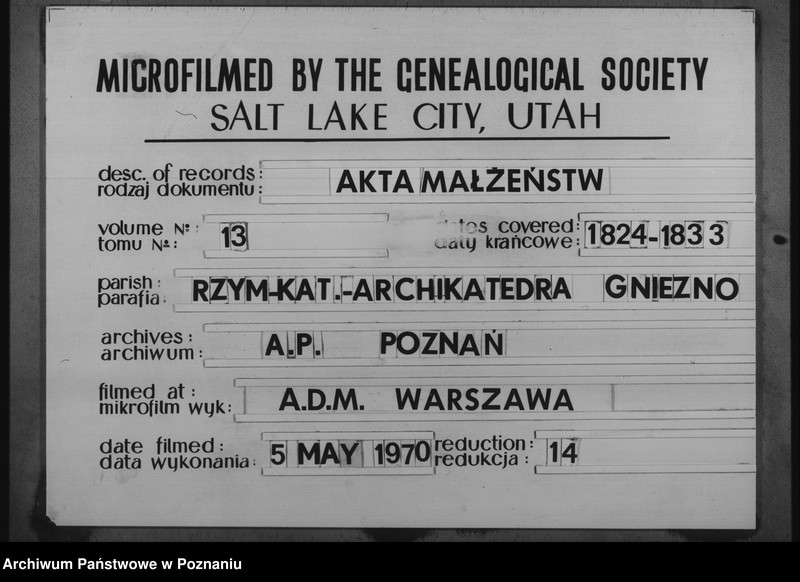 MICROFILMED BY THE GENEALOGICAL SOCIETY
SALT LAKE CITY, UTAH
desc. of records: AKTA MAŁŻEŃSTW
rodzaj dokumentu:
volume №: 13 dates covered: 1824-1833
tomu №: daty krańcowe:
parish: RZYM-KAT.-ARCHIKATEDRA GNIEZNO
parafia:
archives: A.P. POZNAŃ
archiwum:
filmed at: A.D.M. WARSZAWA
mikrofilm wyk:
date filmed: 5 MAY 1970 reduction: 14
data wykonania: redukcja:
Archiwum Państwowe w Poznaniu